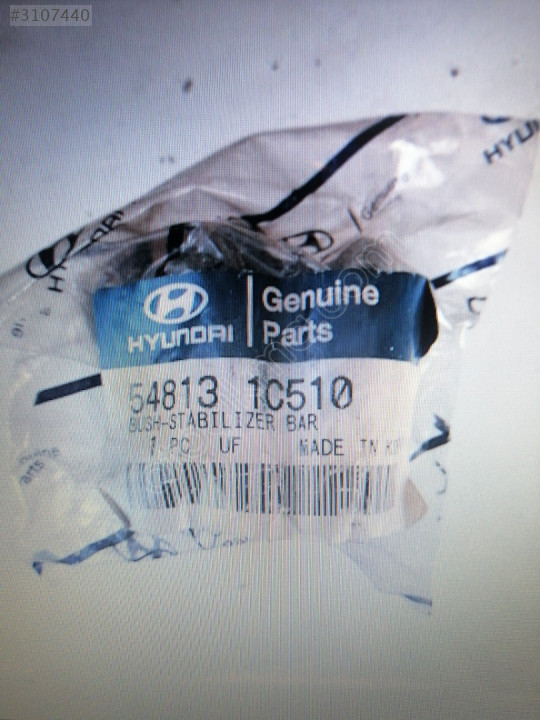 #3107440
HYUNDAI
Genuine
Parts
54813 1C510
BUSH-STABILIZER BAR
1 PC UF MADE IN